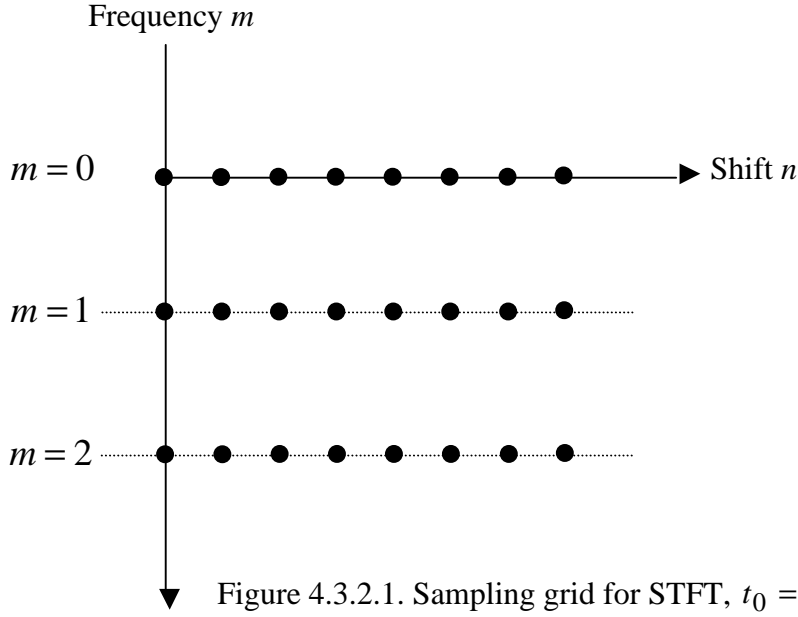 Frequency m
m = 0
Shift n
m = 1
m = 2
Figure 4.3.2.1. Sampling grid for STFT, t₀ =